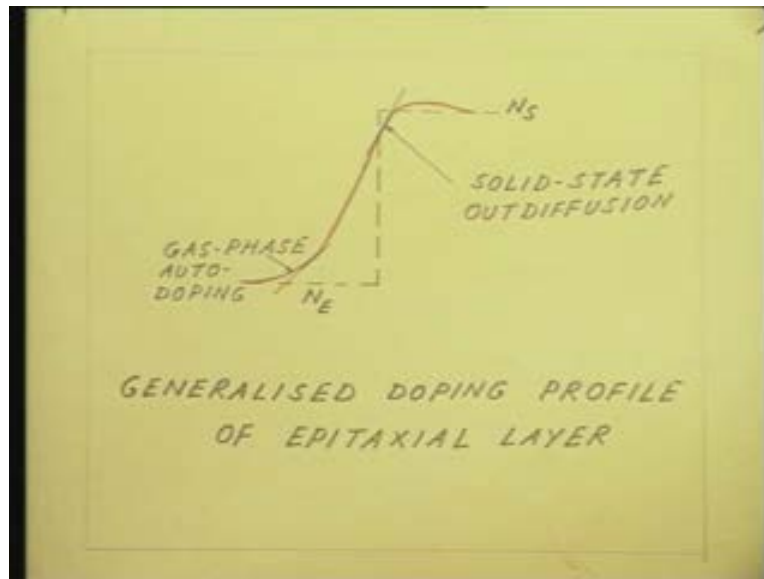 N_S
SOLID-STATE
OUTDIFFUSION
GAS-PHASE
AUTO-
DOPING
N_E
GENERALISED DOPING PROFILE
OF EPITAXIAL LAYER